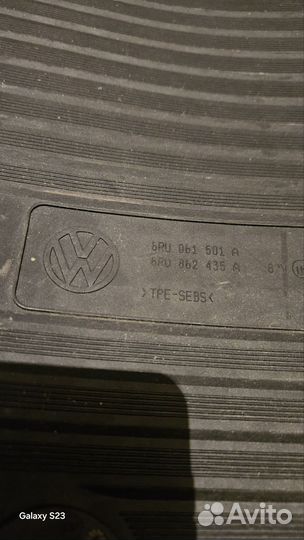 6RU 061 501 A
6RU 862 435 A
>TPE-SEBS<
Galaxy S23
Avito